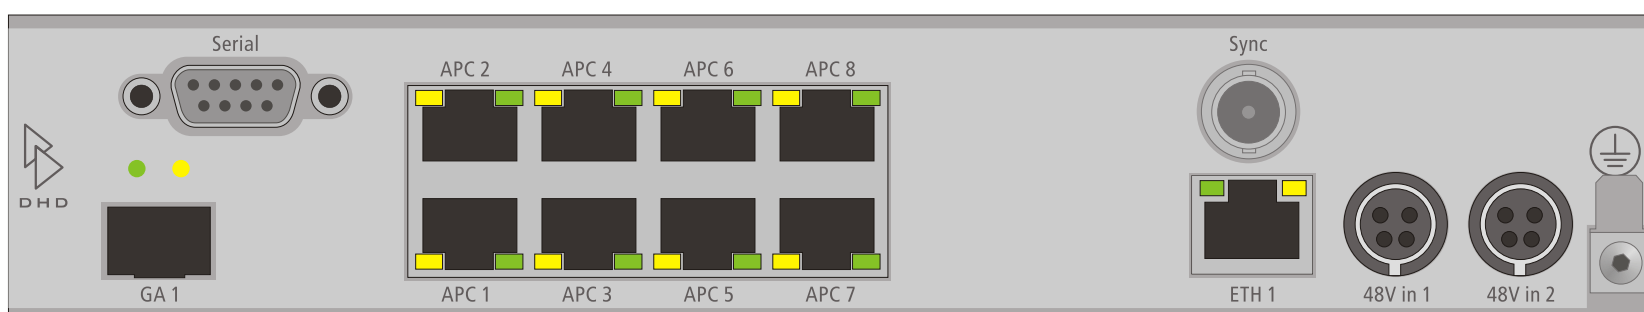 Serial
APC 2
APC 4
APC 6
APC 8
Sync
DHD
GA 1
APC 1
APC 3
APC 5
APC 7
ETH 1
48V in 1
48V in 2